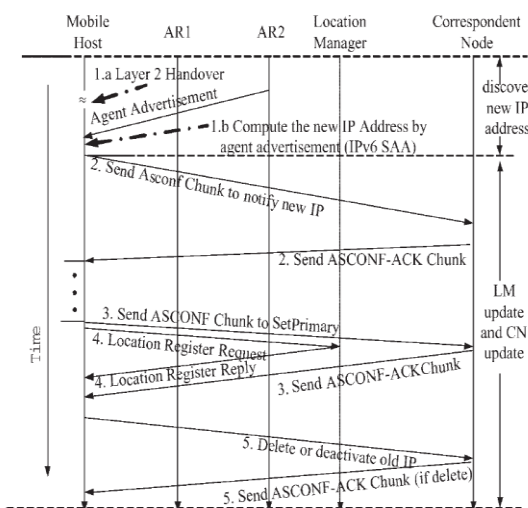 Mobile
Host
AR1
AR2
Location
Manager
Correspondent
Node
1.a Layer 2 Handover
Agent Advertisement
1.b Compute the new IP Address by
agent advertisement (IPv6 SAA)
discover
new IP
address
2. Send Asconf Chunk to notify new IP
2. Send ASCONF-ACK Chunk
3. Send ASCONF Chunk to SetPrimary
4. Location Register Request
4. Location Register Reply
3. Send ASCONF-ACKChunk
LM
update
and CN
update
Time
5. Delete or deactivate old IP
5. Send ASCONF-ACK Chunk (if delete)